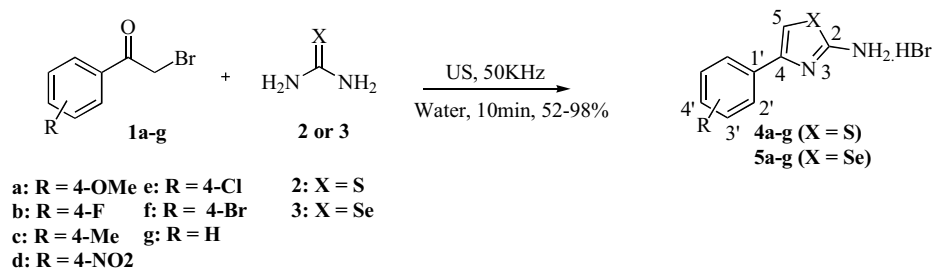 O
Br
R
1a-g
+
X
H2N NH2
2 or 3
US, 50KHz
Water, 10min, 52-98%
5 X
2
NH2.HBr
1'
4 N 3
4' 2'
R 3'
4a-g (X = S)
5a-g (X = Se)
a: R = 4-OMe e: R = 4-Cl
b: R = 4-F f: R = 4-Br
c: R = 4-Me g: R = H
d: R = 4-NO2
2: X = S
3: X = Se